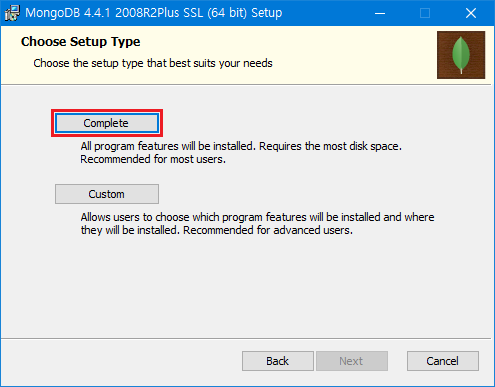 MongoDB 4.4.1 2008R2Plus SSL (64 bit) Setup
Choose Setup Type
Choose the setup type that best suits your needs
Complete
All program features will be installed. Requires the most disk space.
Recommended for most users.
Custom
Allows users to choose which program features will be installed and where
they will be installed. Recommended for advanced users.
Back
Next
Cancel